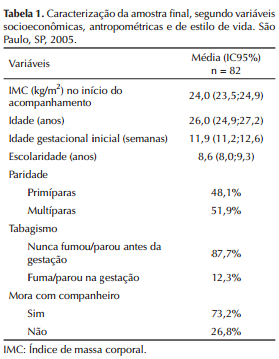 Tabela 1. Caracterização da amostra final, segundo variáveis
socioeconômicas, antropométricas e de estilo de vida. São
Paulo, SP, 2005.
Variáveis Média (IC95%)
n = 82
IMC (kg/m²) no início do
acompanhamento 24,0 (23,5;24,9)
Idade (anos) 26,0 (24,9;27,2)
Idade gestacional inicial (semanas) 11,9 (11,2;12,6)
Escolaridade (anos) 8,6 (8,0;9,3)
Paridade
Primíparas 48,1%
Multíparas 51,9%
Tabagismo
Nunca fumou/parou antes da
gestação 87,7%
Fuma/parou na gestação 12,3%
Mora com companheiro
Sim 73,2%
Não 26,8%
IMC: Índice de massa corporal.